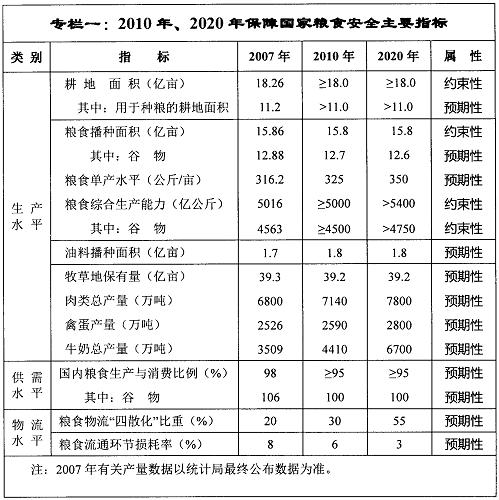 专栏一：2010 年、2020 年保障国家粮食安全主要指标
类 别 指 标 2007 年 2010 年 2020 年 属 性
生 产 水 平
耕 地 面 积（亿亩） 18.26 ≥18.0 ≥18.0 约束性
其中：用于种粮的耕地面积 11.2 >11.0 >11.0 预期性
粮食播种面积（亿亩） 15.86 15.8 15.8 约束性
其中：谷 物 12.88 12.7 12.6 预期性
粮食单产水平（公斤/亩） 316.2 325 350 预期性
粮食综合生产能力（亿公斤） 5016 ≥5000 >5400 约束性
其中：谷 物 4563 ≥4500 >4750 约束性
油料播种面积（亿亩） 1.7 1.8 1.8 预期性
牧草地保有量（亿亩） 39.3 39.2 39.2 预期性
肉类总产量（万吨） 6800 7140 7800 预期性
禽蛋产量（万吨） 2526 2590 2800 预期性
牛奶总产量（万吨） 3509 4410 6700 预期性
供 需 水 平
国内粮食生产与消费比例（%） 98 ≥95 ≥95 预期性
其中：谷 物 106 100 100 预期性
物 流 水 平
粮食物流“四散化”比重（%） 20 30 55 预期性
粮食流通环节损耗率（%） 8 6 3 预期性
注：2007 年有关产量数据以统计局最终公布数据为准。